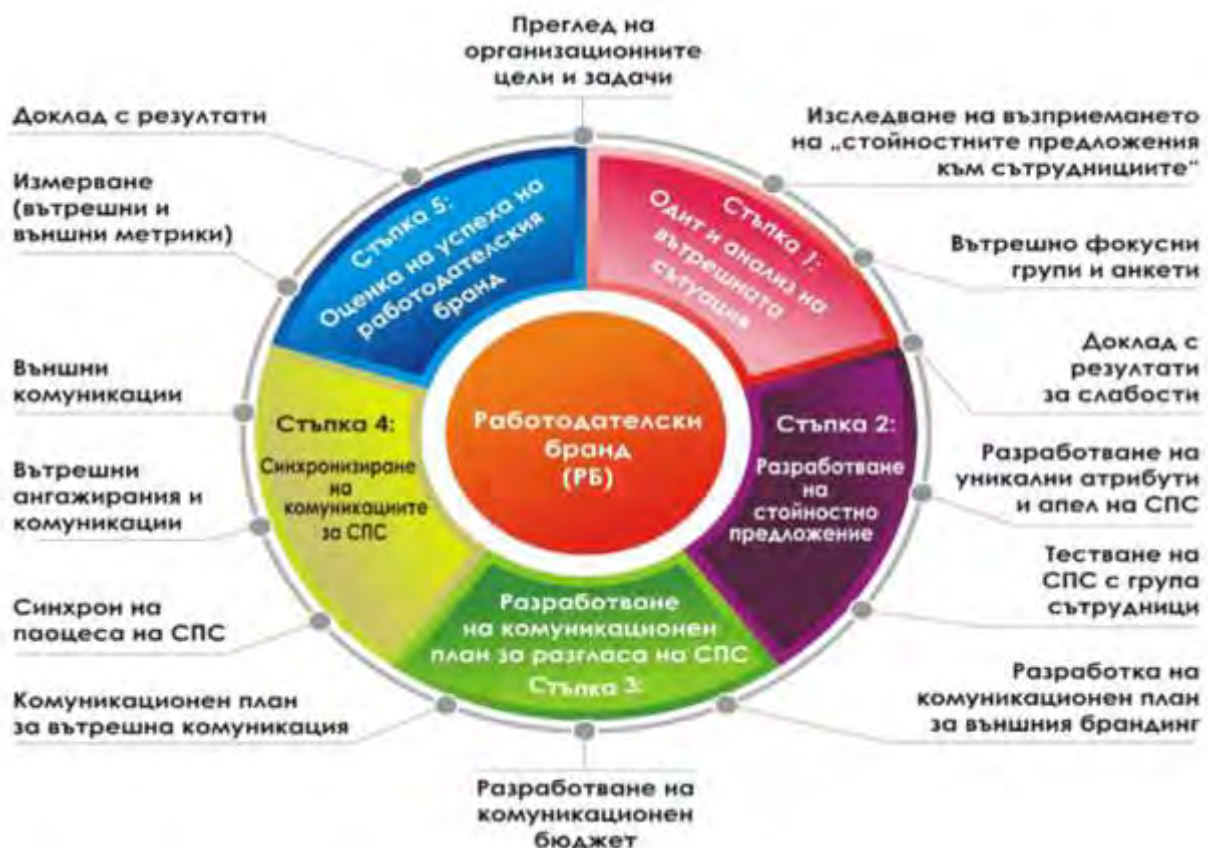 Преглед на
организационните
цели и задачи
Изследване на възприемането
на „стойностните предложения
към сътрудниците“
Вътрешно фокусни
групи и анкети
Доклад с
резултати
за слабости
Разработване на
уникални атрибути
и апел на СПС
Тестване на
СПС с група
сътрудници
Разработка на
комуникационен план
за външния брандинг
Разработване на
комуникационен
бюджет
Комуникационен план
за вътрешна комуникация
Синхрон на
паоцеса на СПС
Вътрешни
ангажирания и
комуникации
Външни
комуникации
Измерване
(вътрешни и
външни метрики)
Доклад с резултати
Стъпка 1:
Одит и анализ на
вътрешната
ситуация
Стъпка 2:
Разработване
на
стойностно
предложение
Разработване
на комуникационен
план за разгласа на СПС
Стъпка 3:
Стъпка 4:
Синхронизиране
на
комуникациите
за СПС
Стъпка 5:
Оценка на успеха на
работодателския
бранд
Работодателски
бранд
(РБ)